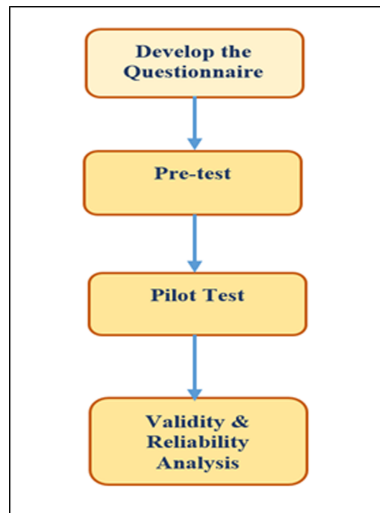 Develop the
Questionnaire
Pre-test
Pilot Test
Validity &
Reliability
Analysis